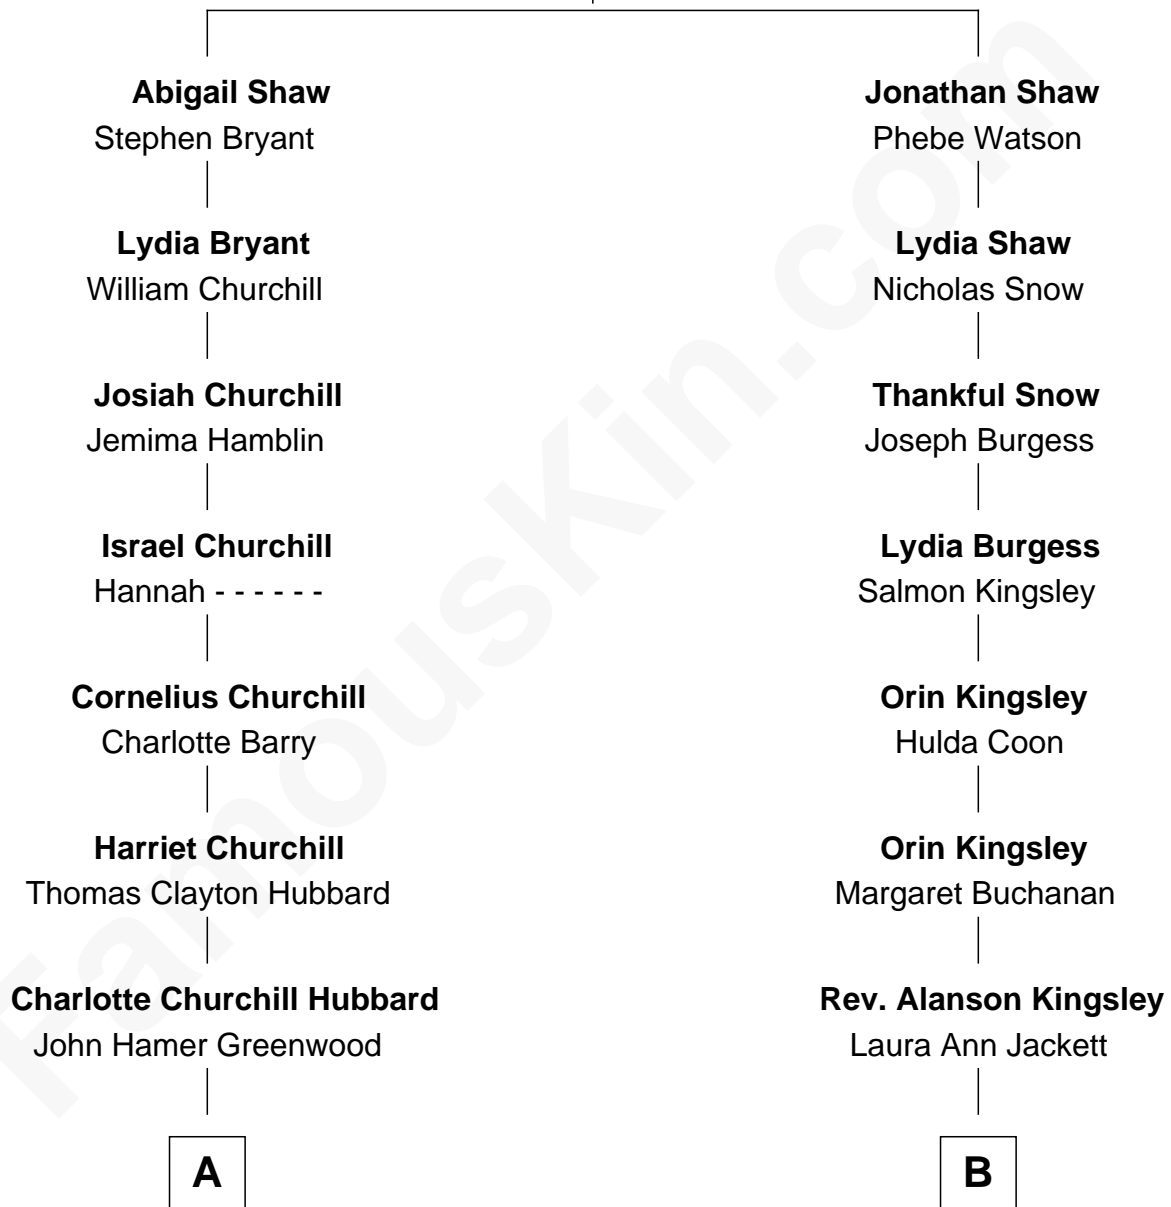 Abigail Shaw
Stephen Bryant
Lydia Bryant
William Churchill
Josiah Churchill
Jemima Hamblin
Israel Churchill
Hannah - - - - - -
Cornelius Churchill
Charlotte Barry
Harriet Churchill
Thomas Clayton Hubbard
Charlotte Churchill Hubbard
John Hamer Greenwood
A
Jonathan Shaw
Phebe Watson
Lydia Shaw
Nicholas Snow
Thankful Snow
Joseph Burgess
Lydia Burgess
Salmon Kingsley
Orin Kingsley
Hulda Coon
Orin Kingsley
Margaret Buchanan
Rev. Alanson Kingsley
Laura Ann Jackett
B
FamousKin.com